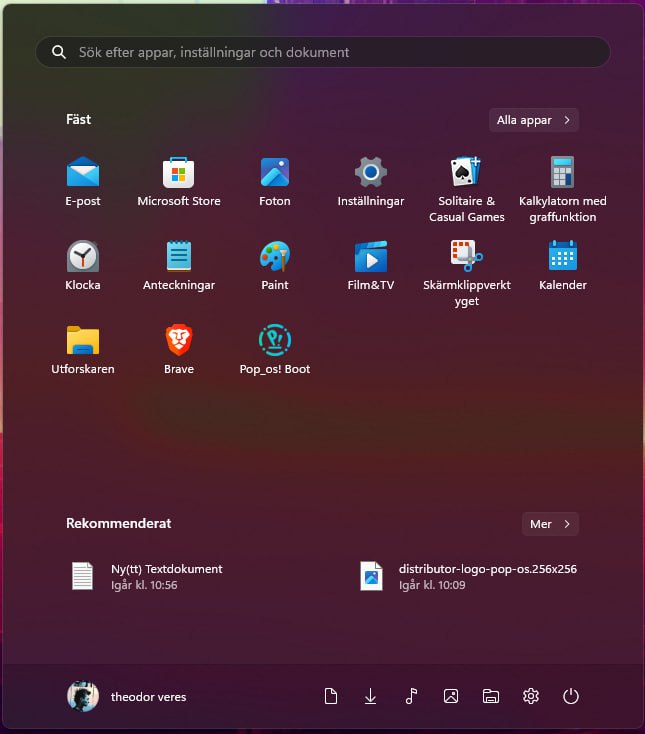 Sök efter appar, inställningar och dokument
Fäst
Alla appar
E-post
Microsoft Store
Foton
Inställningar
Solitaire &
Casual Games
Kalkylatorn med
graffunktion
Klocka
Anteckningar
Paint
Film&TV
Skärmklippverkt
yget
Kalender
Utforskaren
Brave
Pop_os! Boot
Rekommenderat
Mer
Ny(tt) Textdokument
Igår kl. 10:56
distributor-logo-pop-os.256x256
Igår kl. 10:09
theodor veres